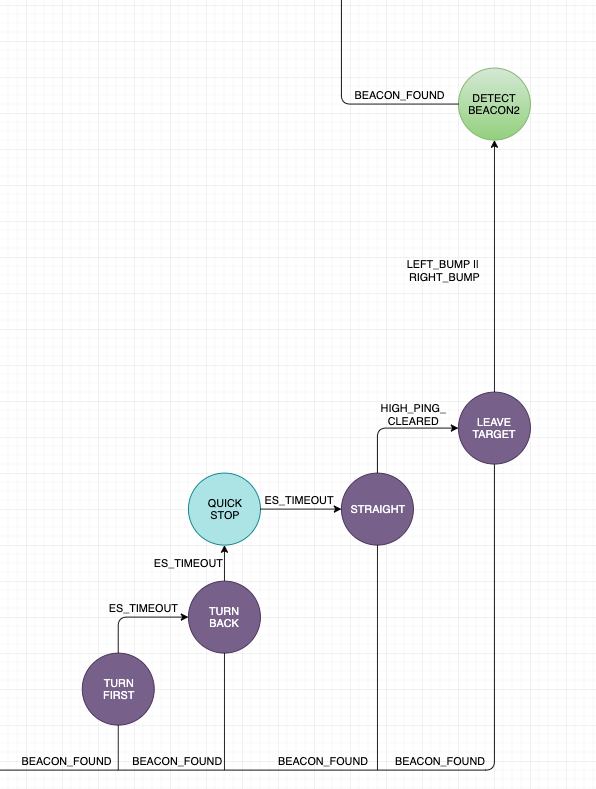 BEACON_FOUND
DETECT
BEACON2
LEFT_BUMP II
RIGHT_BUMP
HIGH_PING_
CLEARED
LEAVE
TARGET
QUICK
STOP
ES_TIMEOUT
STRAIGHT
ES_TIMEOUT
ES_TIMEOUT
TURN
BACK
TURN
FIRST
BEACON_FOUND
BEACON_FOUND
BEACON_FOUND
BEACON_FOUND